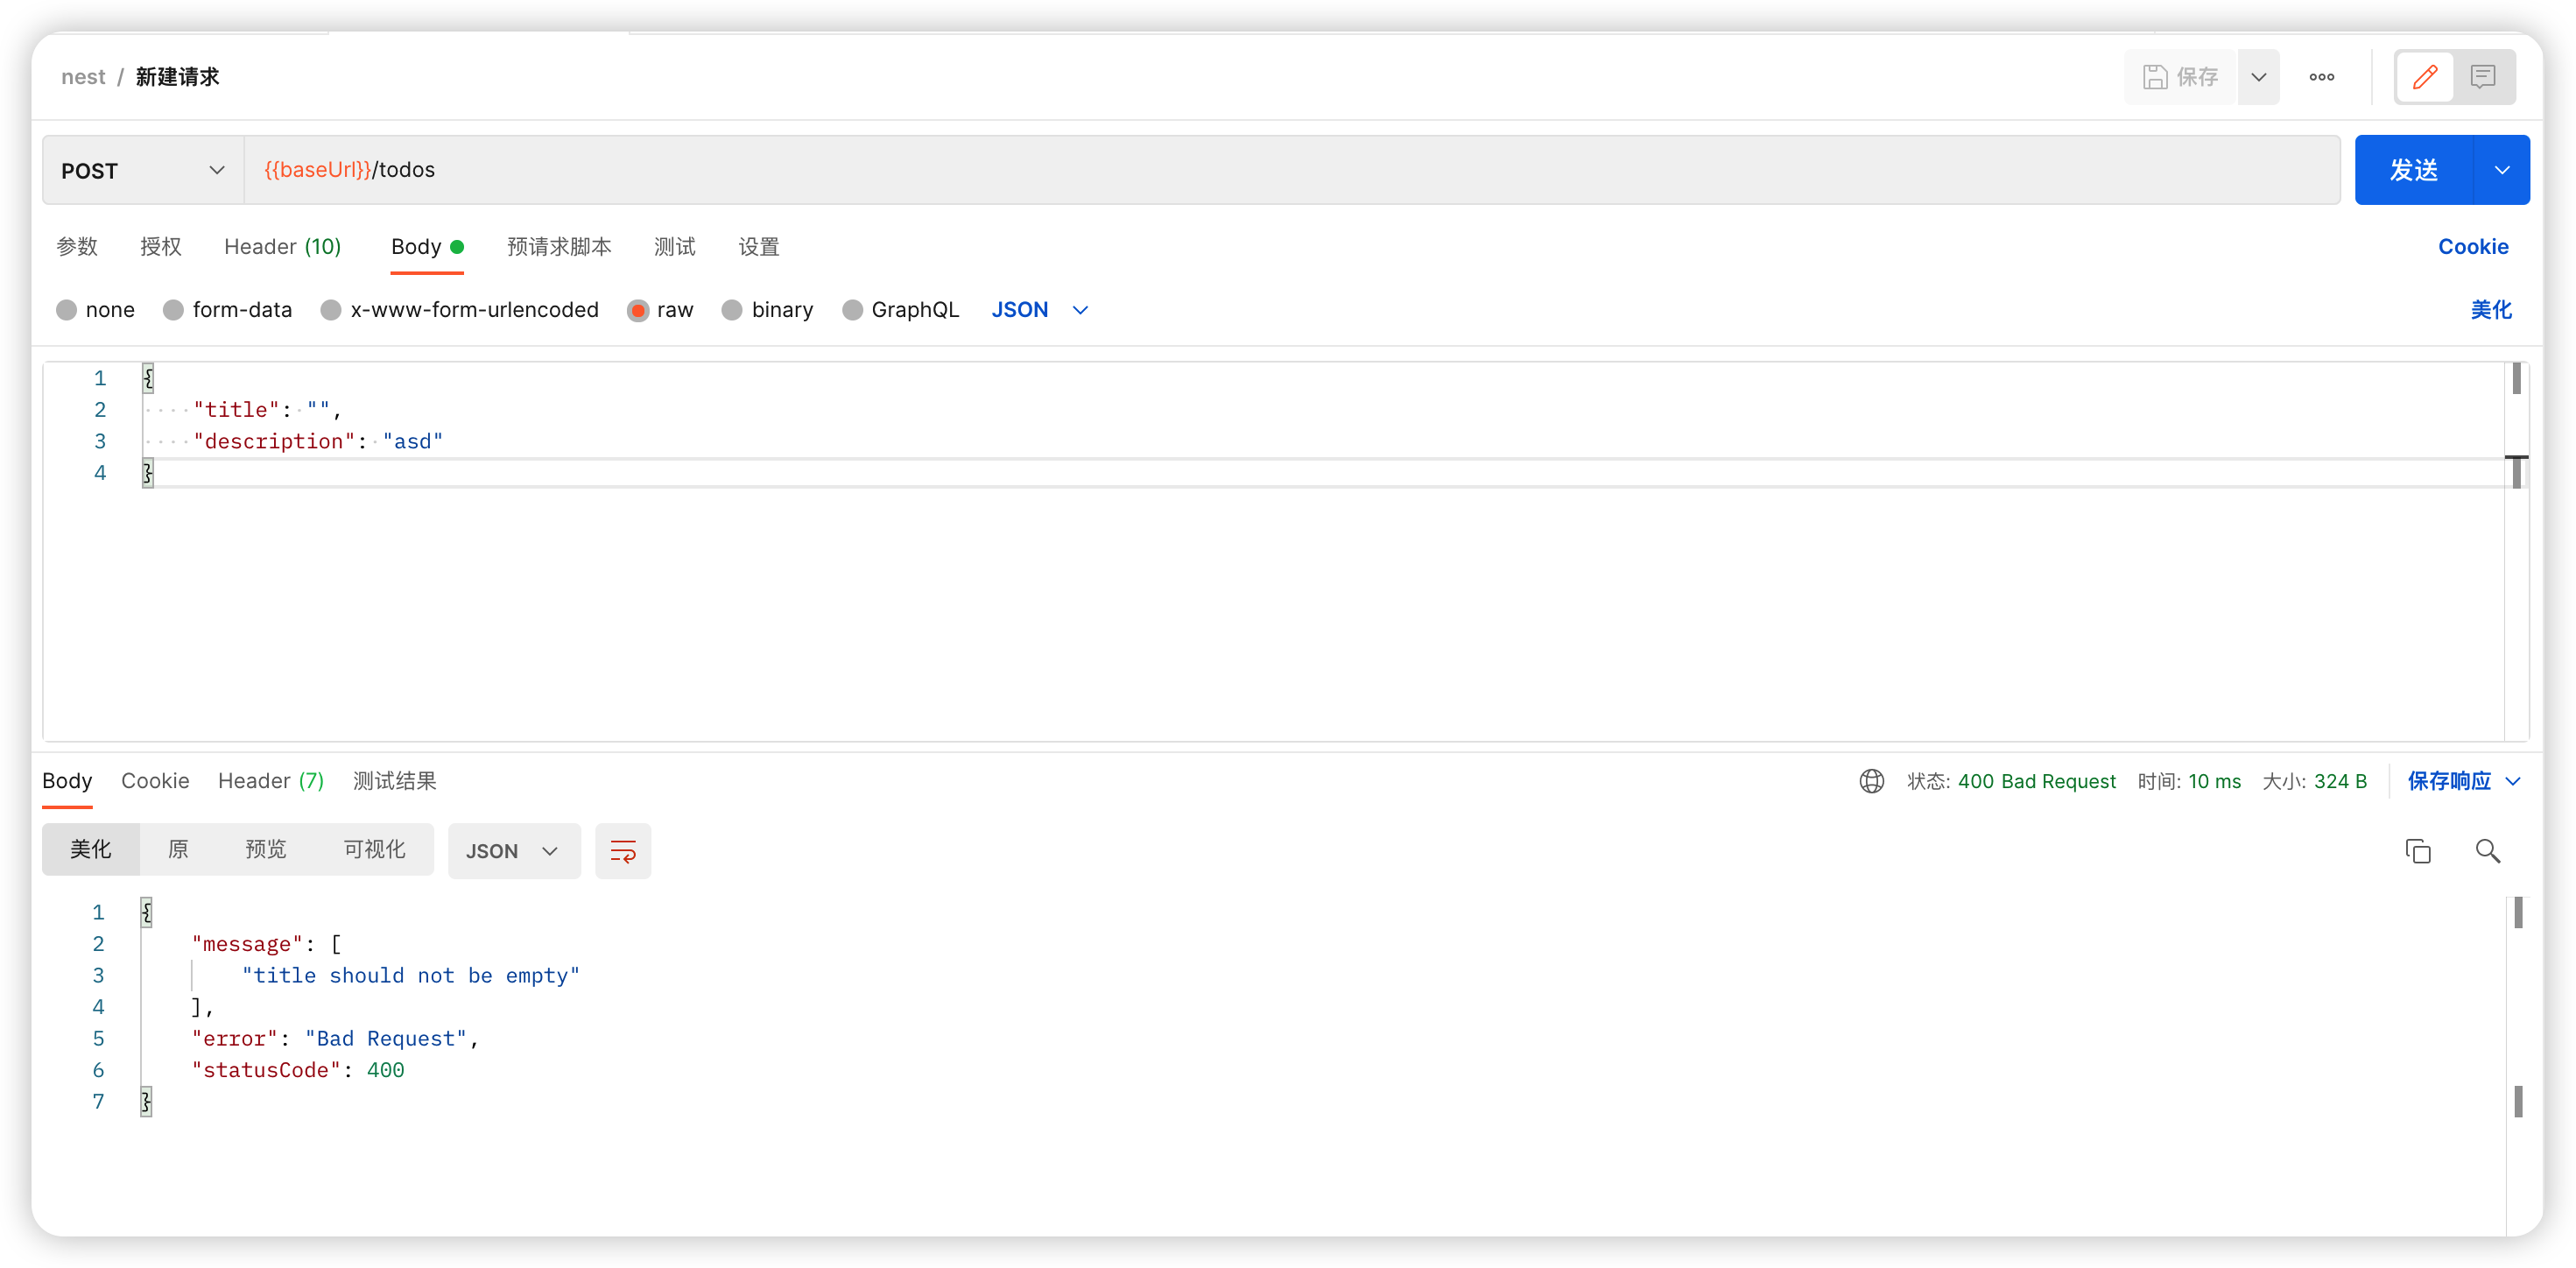 nest / 新建请求
保存
POST {{baseUrl}}/todos
发送
参数 授权 Header (10) Body 预请求脚本 测试 设置 Cookie
none form-data x-www-form-urlencoded raw binary GraphQL JSON 美化
1 {
2 "title": "",
3 "description": "asd"
4 }
Body Cookie Header (7) 测试结果 状态: 400 Bad Request 时间: 10 ms 大小: 324 B 保存响应
美化 原 预览 可视化 JSON
1 {
2 "message": [
3 "title should not be empty"
4 ],
5 "error": "Bad Request",
6 "statusCode": 400
7 }